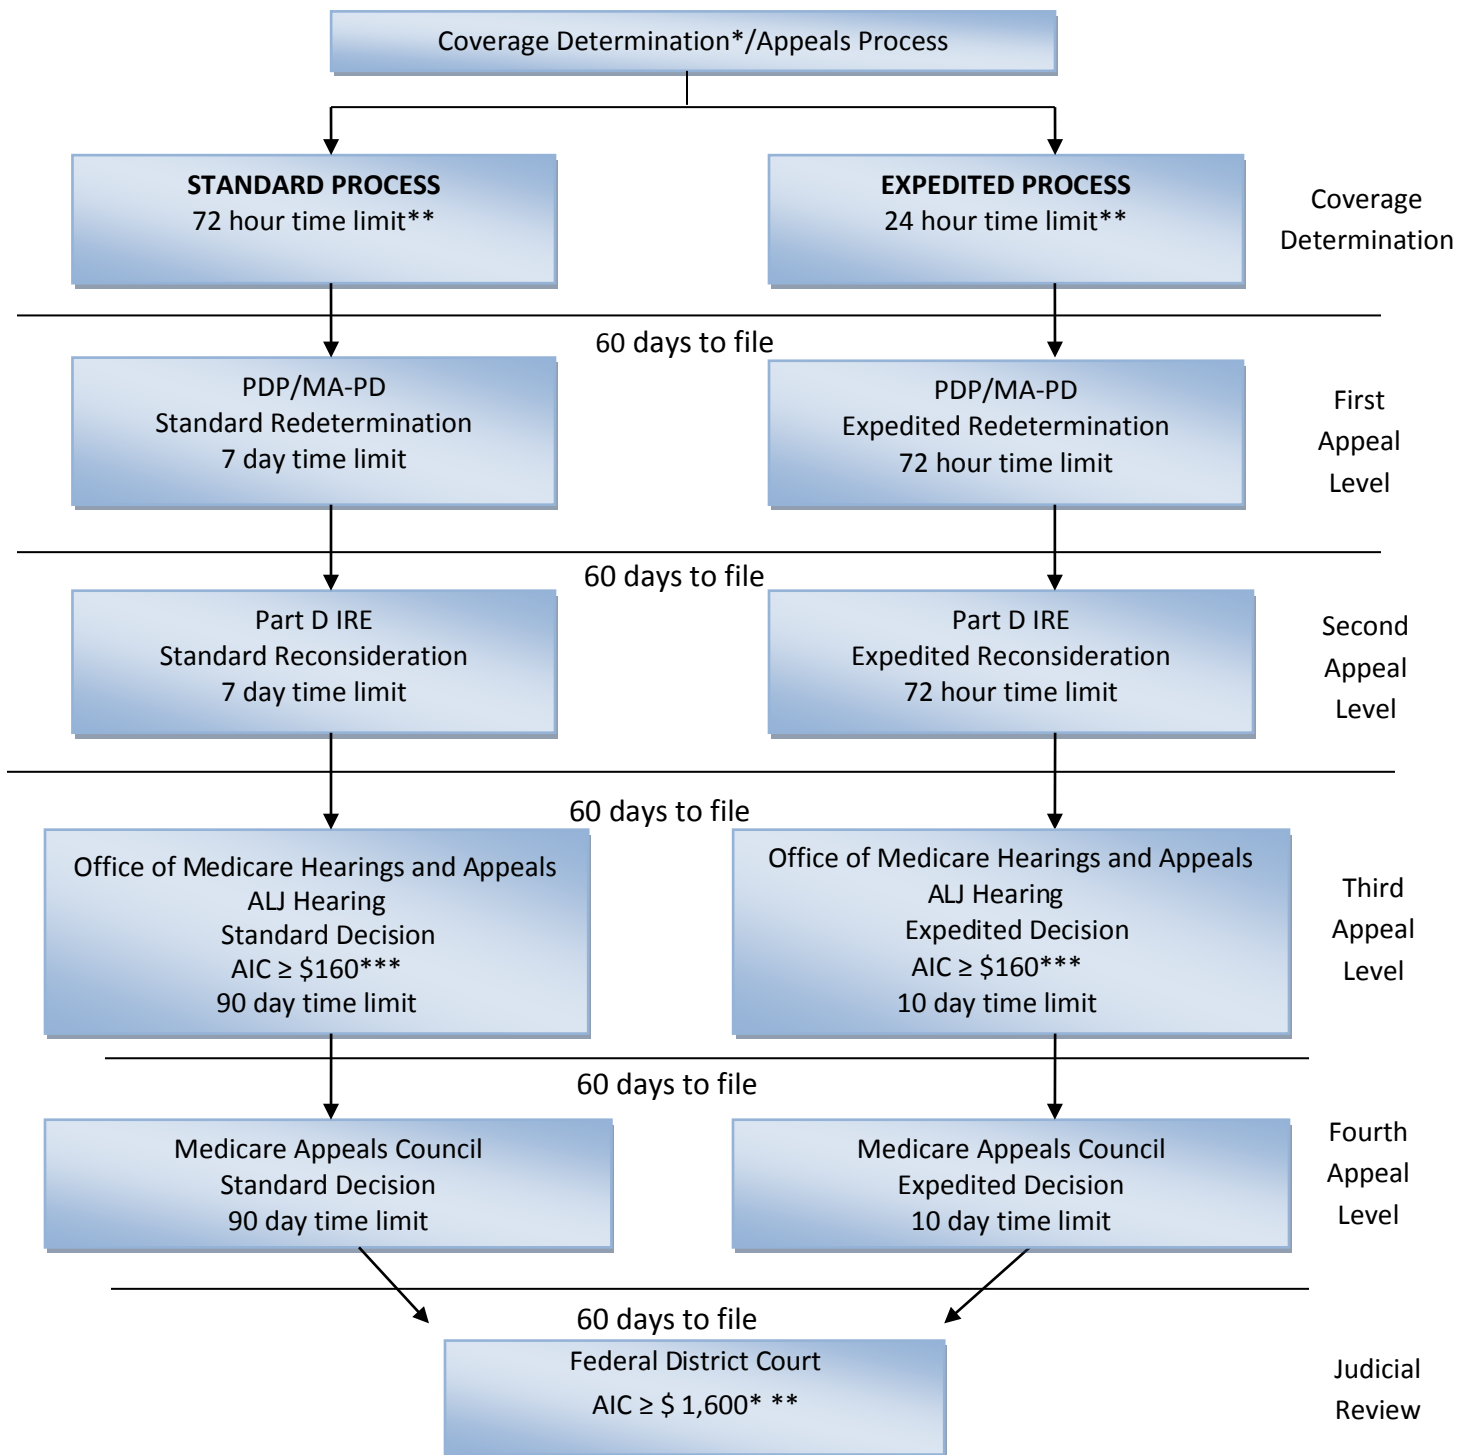 Coverage Determination*/Appeals Process
STANDARD PROCESS
72 hour time limit**
EXPEDITED PROCESS
24 hour time limit**
Coverage
Determination
60 days to file
PDP/MA-PD
Standard Redetermination
7 day time limit
PDP/MA-PD
Expedited Redetermination
72 hour time limit
First
Appeal
Level
60 days to file
Part D IRE
Standard Reconsideration
7 day time limit
Part D IRE
Expedited Reconsideration
72 hour time limit
Second
Appeal
Level
60 days to file
Office of Medicare Hearings and Appeals
ALJ Hearing
Standard Decision
AIC ≥ $160***
90 day time limit
Office of Medicare Hearings and Appeals
ALJ Hearing
Expedited Decision
AIC ≥ $160***
10 day time limit
Third
Appeal
Level
60 days to file
Medicare Appeals Council
Standard Decision
90 day time limit
Medicare Appeals Council
Expedited Decision
10 day time limit
Fourth
Appeal
Level
60 days to file
Federal District Court
AIC ≥ $ 1,600* **
Judicial
Review